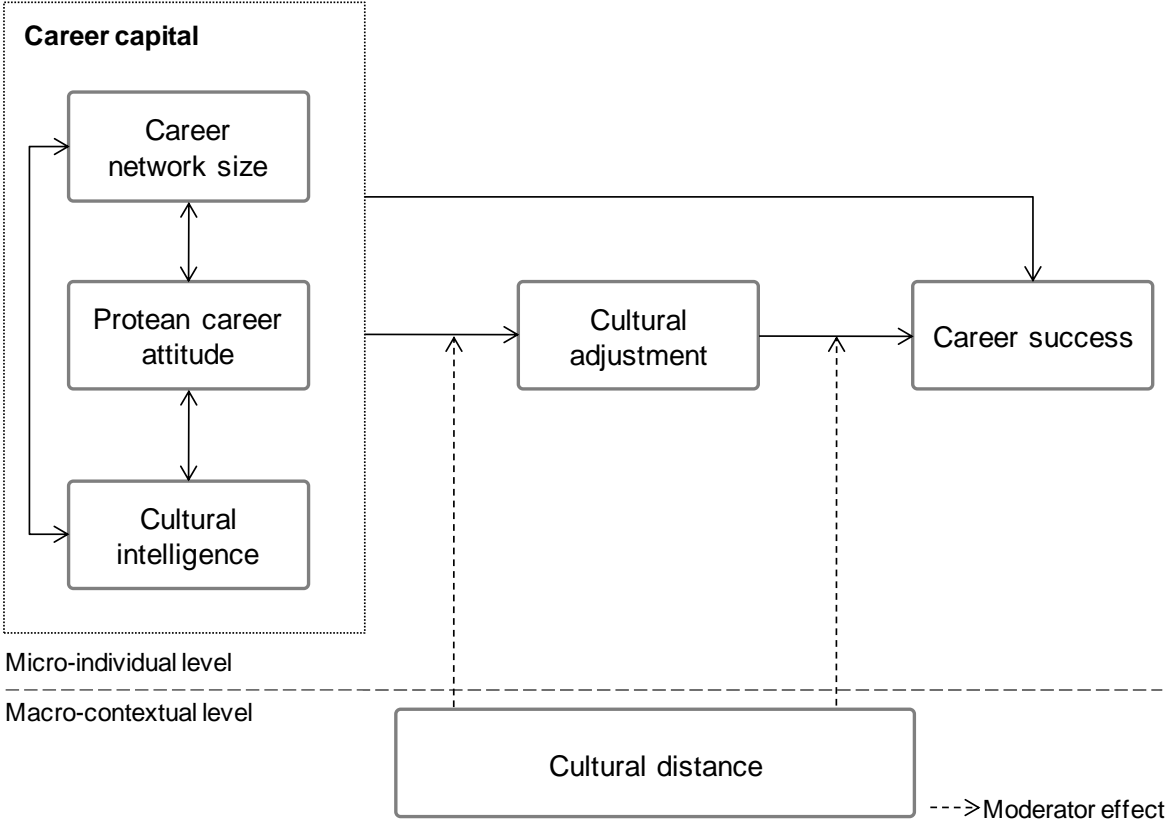 Career capital
Career
network size
Protean career
attitude
Cultural
intelligence
Cultural
adjustment
Career success
Micro-individual level
Macro-contextual level
Cultural distance
Moderator effect